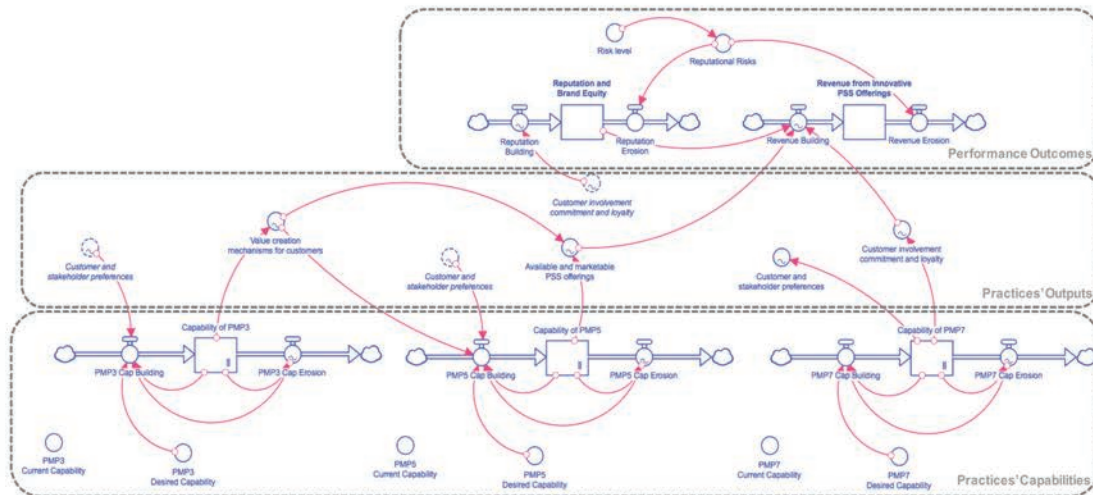 Risk level
Reputational Risks
Reputation and
Brand Equity
Revenue from Innovative
PSS Offerings
Reputation
Building
Reputation
Erosion
Revenue Building
Revenue Erosion
Performance Outcomes
Customer involvement
commitment and loyalty
Value creation
mechanisms for customers
Customer and
stakeholder preferences
Customer and
stakeholder preferences
Available and marketable
PSS offerings
Customer and
stakeholder preferences
Customer involvement
commitment and loyalty
Practices' Outputs
Capability of PMP3
PMP3 Cap Building
PMP3 Cap Erosion
Capability of PMP5
PMP5 Cap Building
PMP5 Cap Erosion
Capability of PMP7
PMP7 Cap Building
PMP7 Cap Erosion
PMP3
Current Capability
PMP3
Desired Capability
PMP5
Current Capability
PMP5
Desired Capability
PMP7
Current Capability
PMP7
Desired Capability
Practices' Capabilities